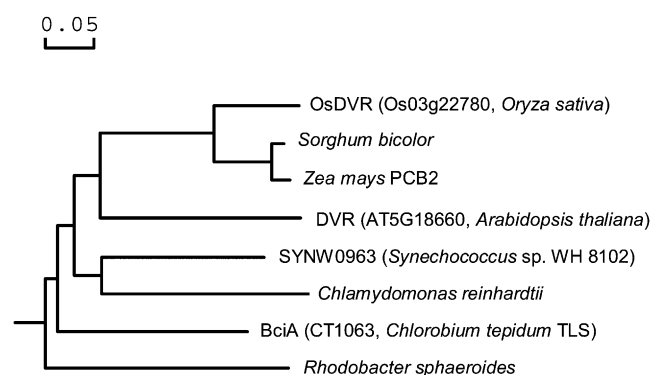 0.05
OsDVR (Os03g22780, Oryza sativa)
Sorghum bicolor
Zea mays PCB2
DVR (AT5G18660, Arabidopsis thaliana)
SYNW0963 (Synechococcus sp. WH 8102)
Chlamydomonas reinhardtii
BciA (CT1063, Chlorobium tepidum TLS)
Rhodobacter sphaeroides